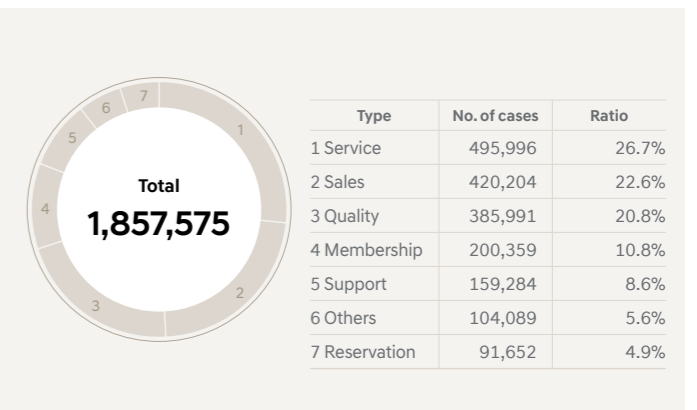 7
6
1
5
4
3
2
Total
1,857,575
Type No. of cases Ratio
1 Service 495,996 26.7%
2 Sales 420,204 22.6%
3 Quality 385,991 20.8%
4 Membership 200,359 10.8%
5 Support 159,284 8.6%
6 Others 104,089 5.6%
7 Reservation 91,652 4.9%